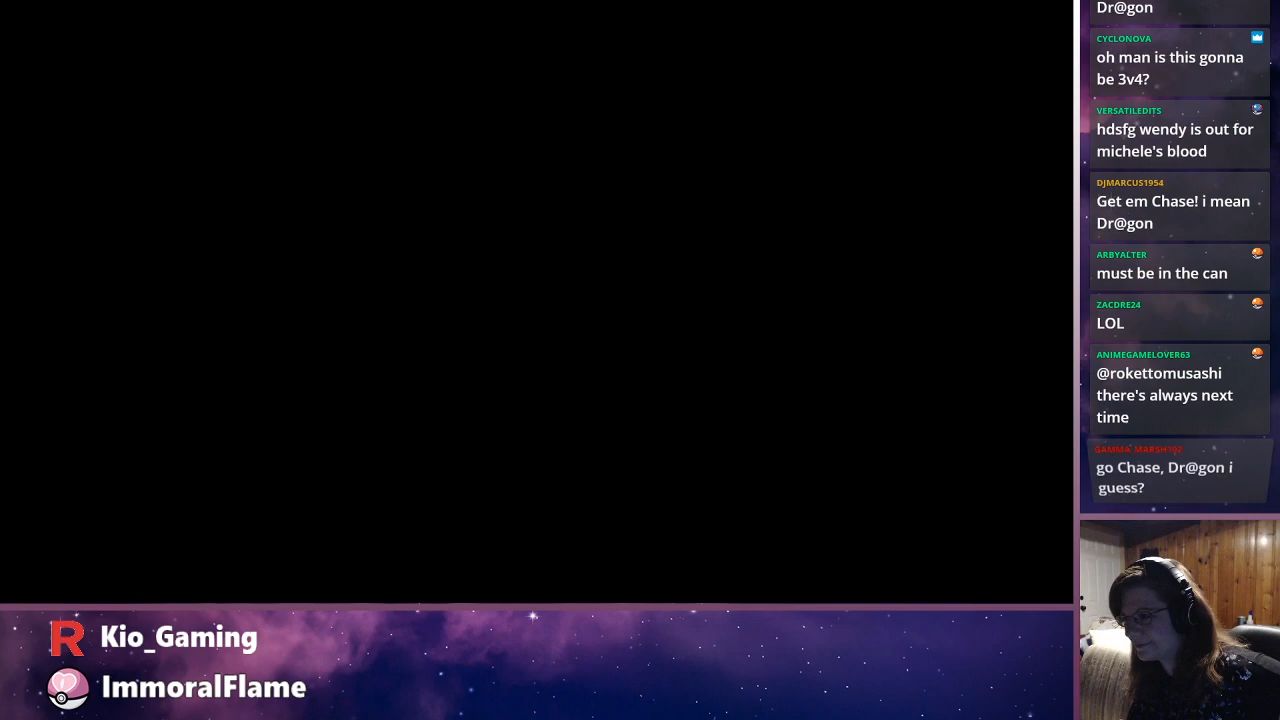 Dr@gon
CYCLONOVA
oh man is this gonna
be 3v4?
VERSATILEDITS
hdsfg wendy is out for
michele's blood
DJMARCUS1954
Get em Chase! i mean
Dr@gon
ARBYALTER
must be in the can
ZACDRE24
LOL
ANIMEGAMELOVER63
@rokettomusashi
there's always next
time
GAMMA_MARSH102
go Chase, Dr@gon i
guess?
R Kio_Gaming
ImmoralFlame